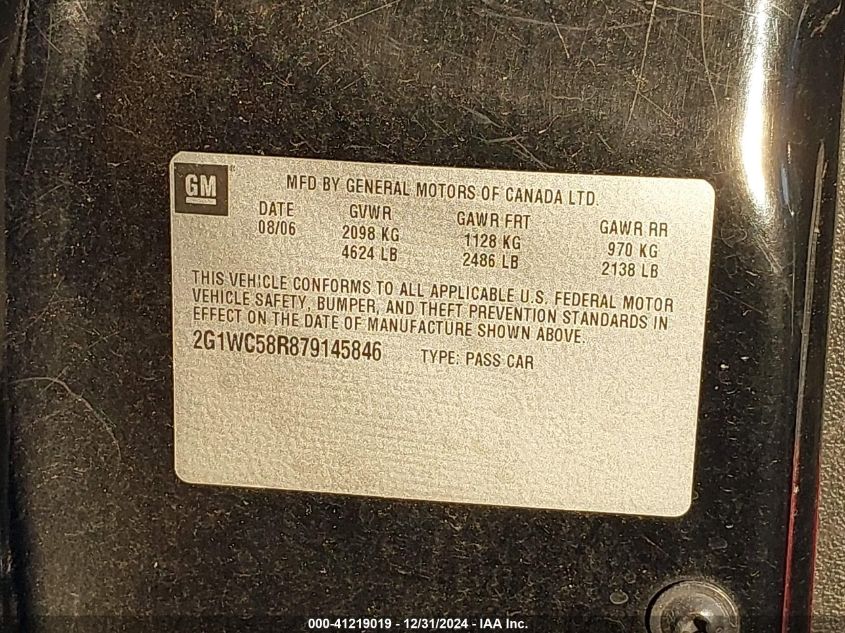 GM
MFD BY GENERAL MOTORS OF CANADA LTD.
DATE GVWR GAWR FRT GAWR RR
08/06 2098 KG 1128 KG 970 KG
4624 LB 2486 LB 2138 LB
THIS VEHICLE CONFORMS TO ALL APPLICABLE U.S. FEDERAL MOTOR
VEHICLE SAFETY, BUMPER, AND THEFT PREVENTION STANDARDS IN
EFFECT ON THE DATE OF MANUFACTURE SHOWN ABOVE.
2G1WC58R879145846 TYPE: PASS CAR
000-41219019 - 12/31/2024 - IAA Inc.